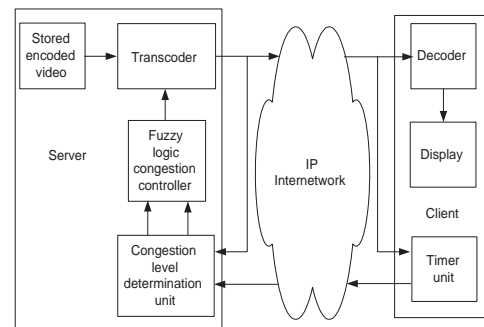 Stored
encoded
video
Transcoder
Decoder
Server
Fuzzy
logic
congestion
controller
IP
Internetwork
Display
Client
Congestion
level
determination
unit
Timer
unit